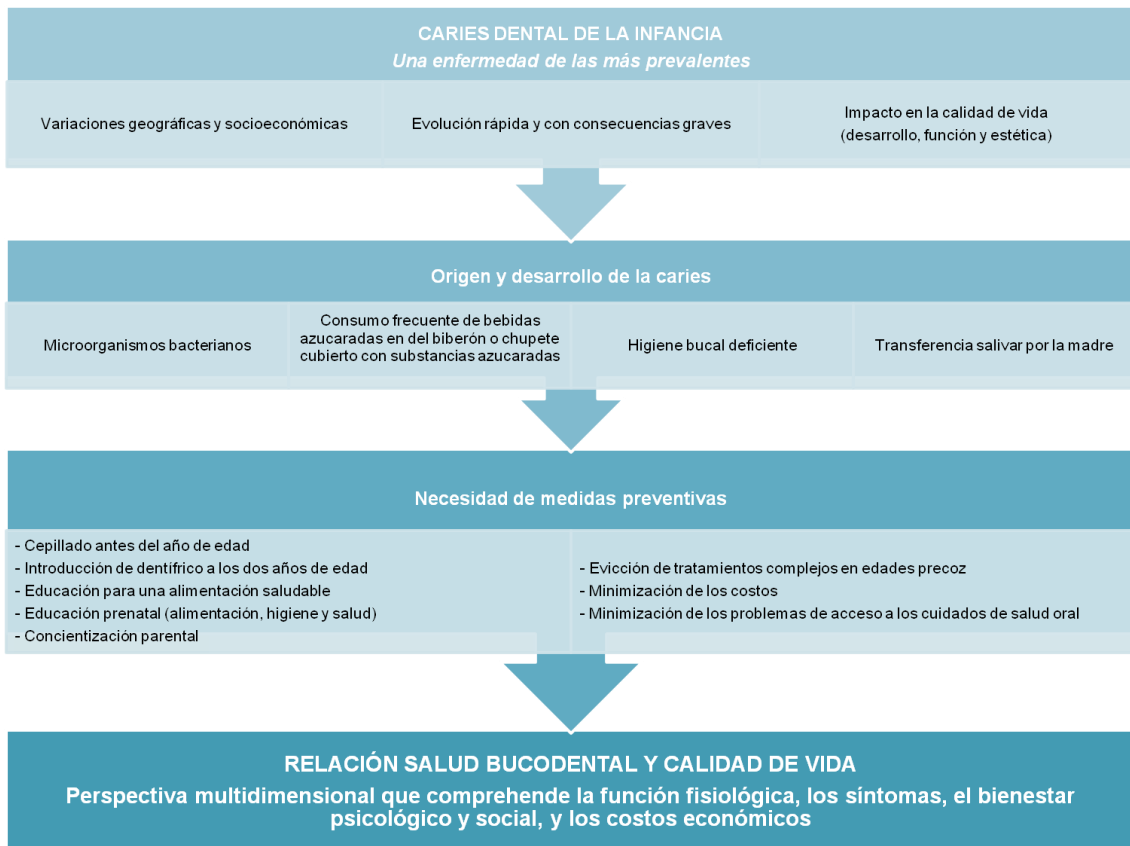 CARIES DENTAL DE LA INFANCIA
Una enfermedad de las más prevalentes
Variaciones geográficas y socioeconómicas
Evolución rápida y con consecuencias graves
Impacto en la calidad de vida
(desarrollo, función y estética)
Origen y desarrollo de la caries
Microorganismos bacterianos
Consumo frecuente de bebidas
azucaradas en del biberón o chupete
cubierto con substancias azucaradas
Higiene bucal deficiente
Transferencia salivar por la madre
Necesidad de medidas preventivas
- Cepillado antes del año de edad
- Introducción de dentífrico a los dos años de edad
- Educación para una alimentación saludable
- Educación prenatal (alimentación, higiene y salud)
- Concientización parental
- Evicción de tratamientos complejos en edades precoz
- Minimización de los costos
- Minimización de los problemas de acceso a los cuidados de salud oral
RELACIÓN SALUD BUCODENTAL Y CALIDAD DE VIDA
Perspectiva multidimensional que comprehende la función fisiológica, los síntomas, el bienestar
psicológico y social, y los costos económicos